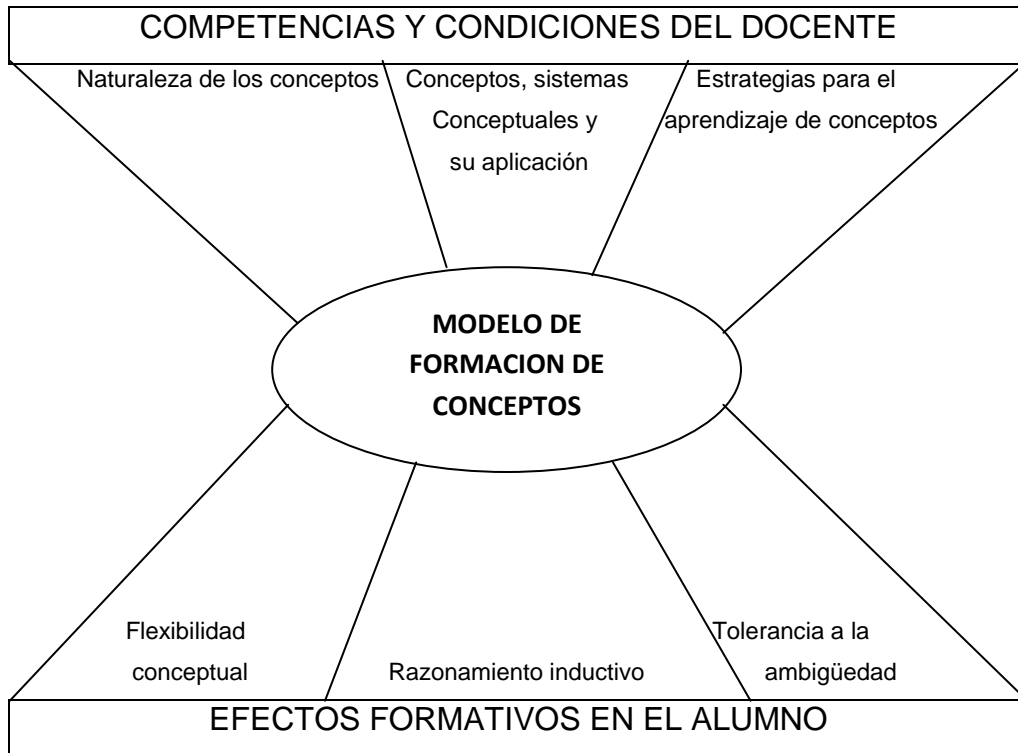 COMPETENCIAS Y CONDICIONES DEL DOCENTE
Naturaleza de los conceptos
Conceptos, sistemas
Conceptuales y
su aplicación
Estrategias para el
aprendizaje de conceptos
MODELO DE
FORMACION DE
CONCEPTOS
Flexibilidad
conceptual
Razonamiento inductivo
Tolerancia a la
ambigüedad
EFECTOS FORMATIVOS EN EL ALUMNO